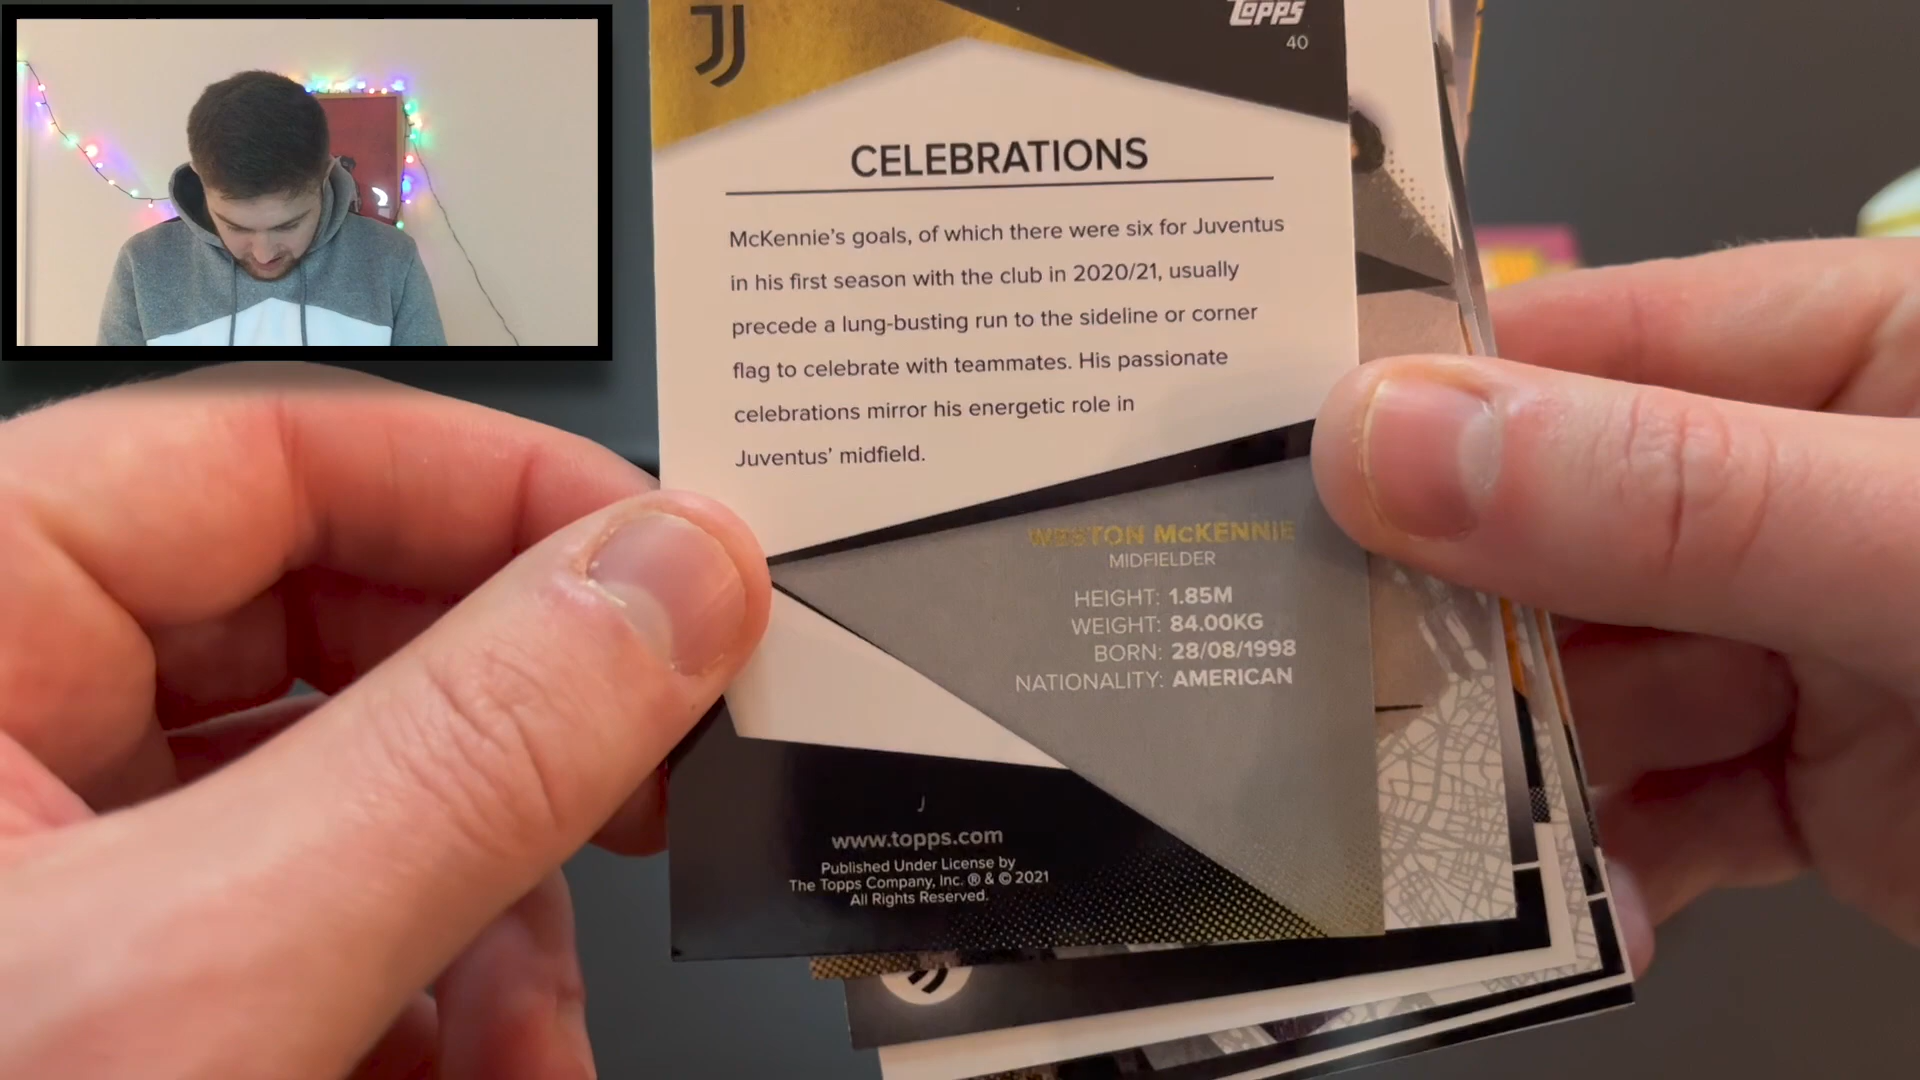 TOPPS
40
CELEBRATIONS
McKennie's goals, of which there were six for Juventus
in his first season with the club in 2020/21, usually
precede a lung-busting run to the sideline or corner
flag to celebrate with teammates. His passionate
celebrations mirror his energetic role in
Juventus' midfield.
WESTON McKENNIE
MIDFIELDER
HEIGHT: 1.85M
WEIGHT: 84.00KG
BORN: 28/08/1998
NATIONALITY: AMERICAN
J
www.topps.com
Published Under License by
The Topps Company, Inc. ® & © 2021
All Rights Reserved.